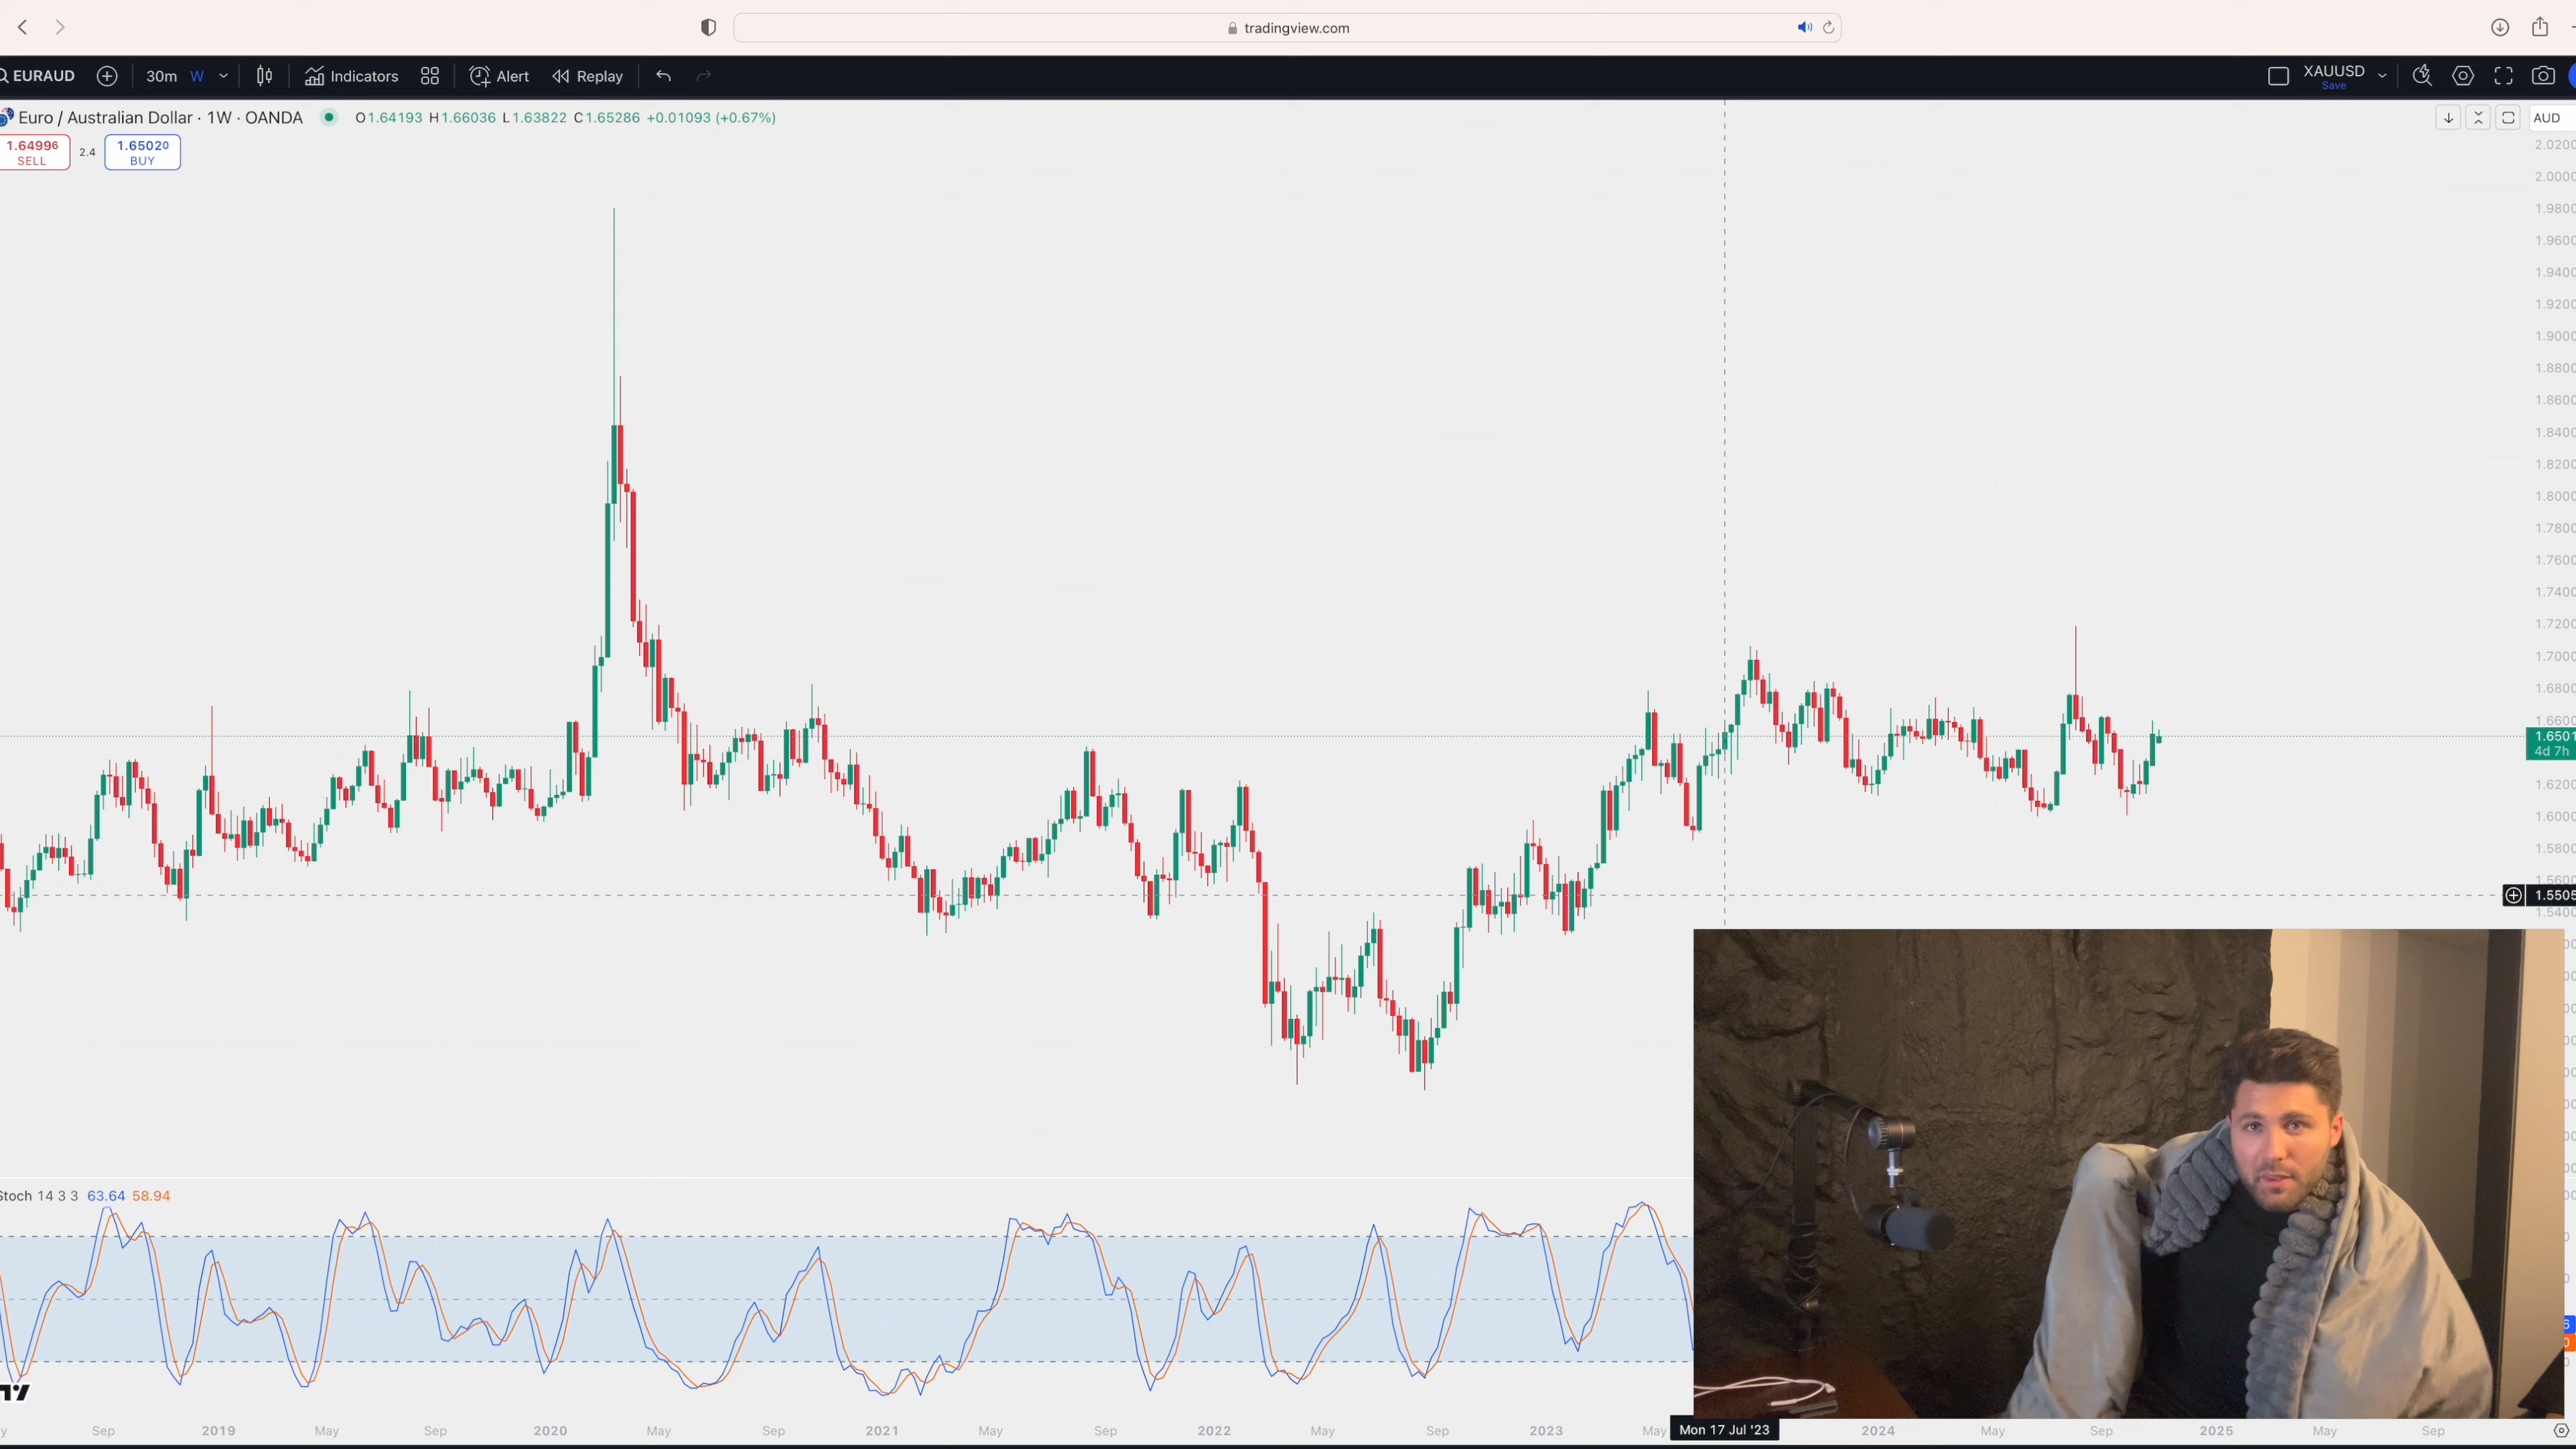 tradingview.com
EURAUD 30m W Indicators Alert Replay XAUUSD
Save
Euro / Australian Dollar · 1W · OANDA O1.64193 H1.66036 L1.63822 C1.65286 +0.01093 (+0.67%) AUD
1.64996 2.4 1.65020
SELL BUY
2.0200
2.0000
1.9800
1.9600
1.9400
1.9200
1.9000
1.8800
1.8600
1.8400
1.8200
1.8000
1.7800
1.7600
1.7400
1.7200
1.7000
1.6800
1.6600
1.6501
4d 7h
1.6200
1.6000
1.5800
1.5600
1.5505
1.5400
Stoch 14 3 3 63.64 58.94
Sep 2019 May Sep 2020 May Sep 2021 May Sep 2022 May Sep 2023 May Mon 17 Jul '23 2024 May Sep 2025 May Sep